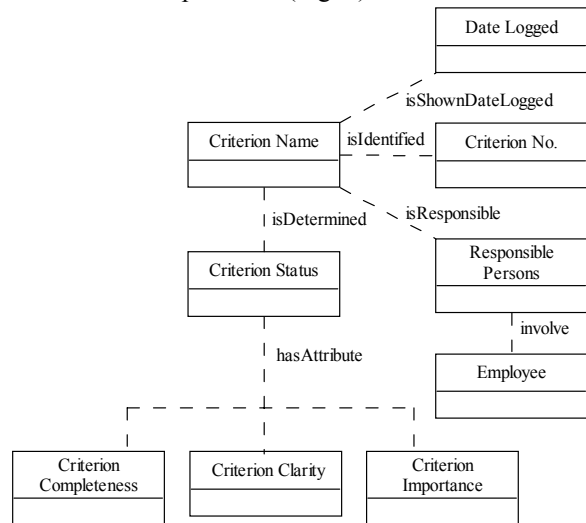 Date Logged
isShownDateLogged
Criterion Name
isIdentified
Criterion No.
isDetermined
isResponsible
Criterion Status
Responsible
Persons
involve
hasAttribute
Employee
Criterion
Completeness
Criterion Clarity
Criterion
Importance